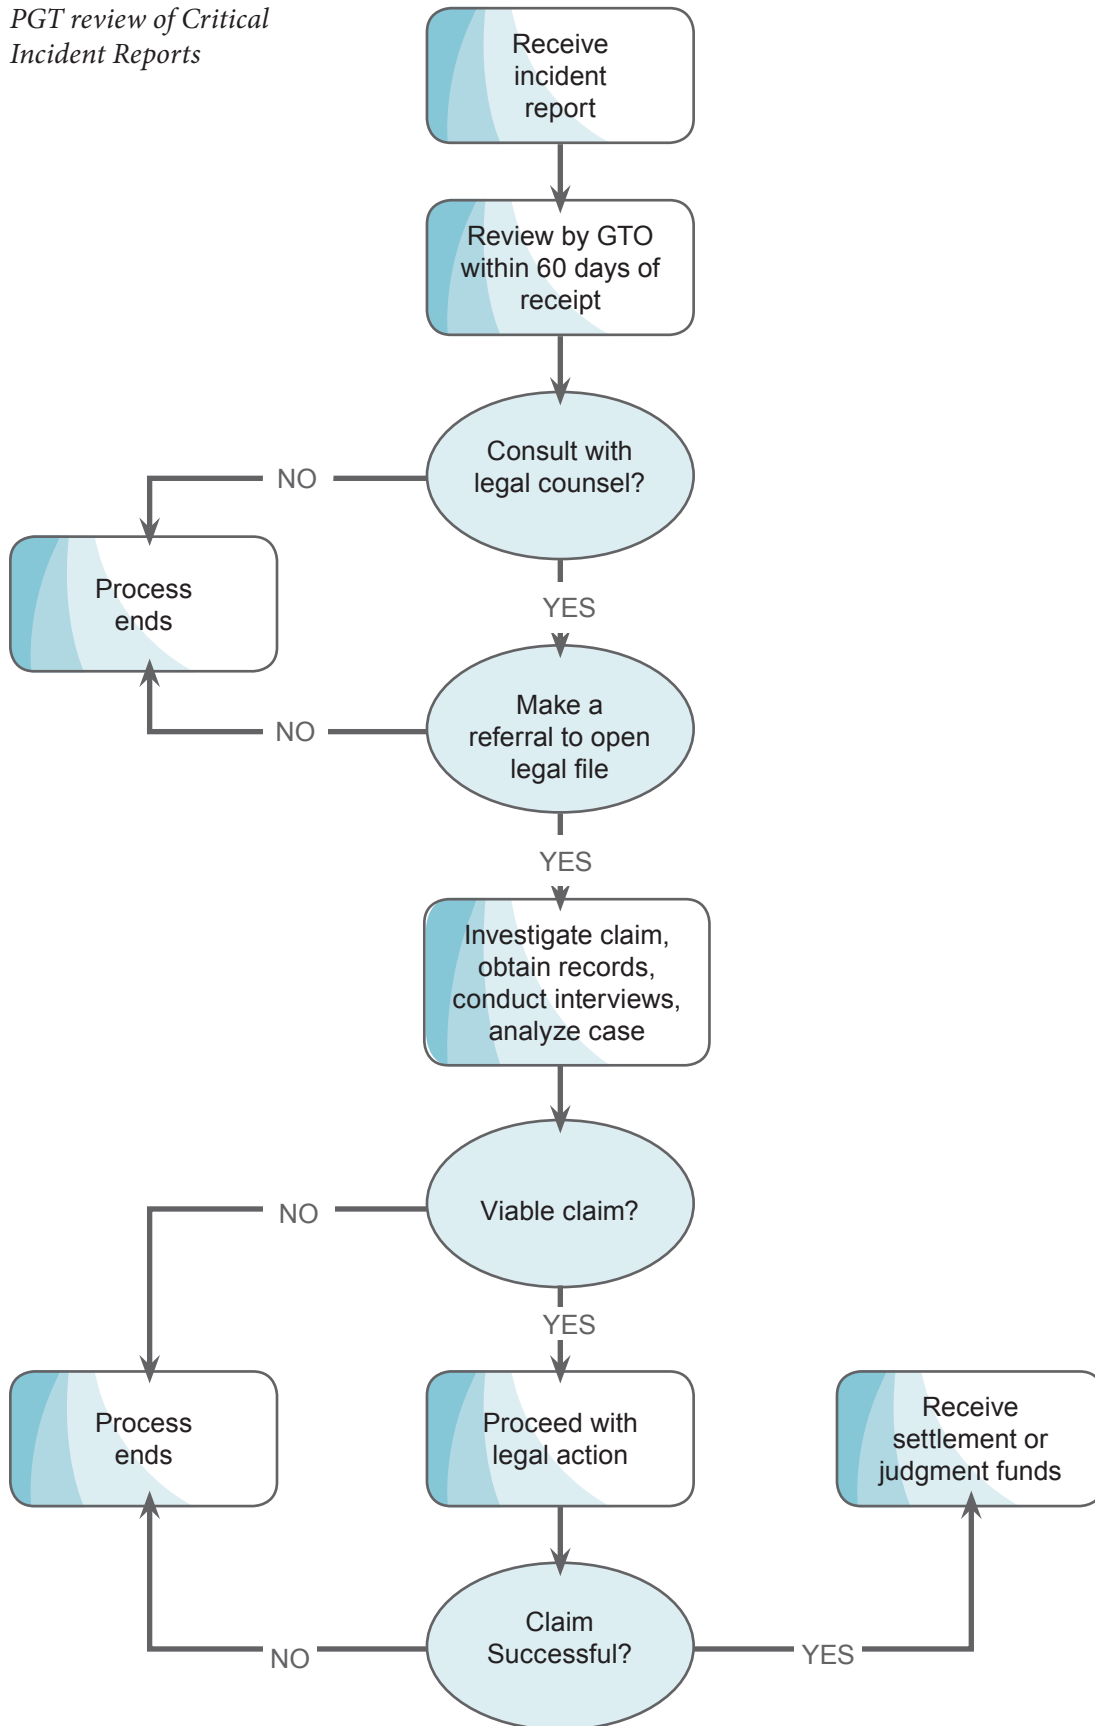 PGT review of Critical
Incident Reports
Receive
incident
report
Review by GTO
within 60 days of
receipt
Consult with
legal counsel?
NO
YES
Process
ends
Make a
referral to open
legal file
NO
YES
Investigate claim,
obtain records,
conduct interviews,
analyze case
Viable claim?
NO
YES
Process
ends
Proceed with
legal action
Receive
settlement or
judgment funds
Claim
Successful?
NO
YES